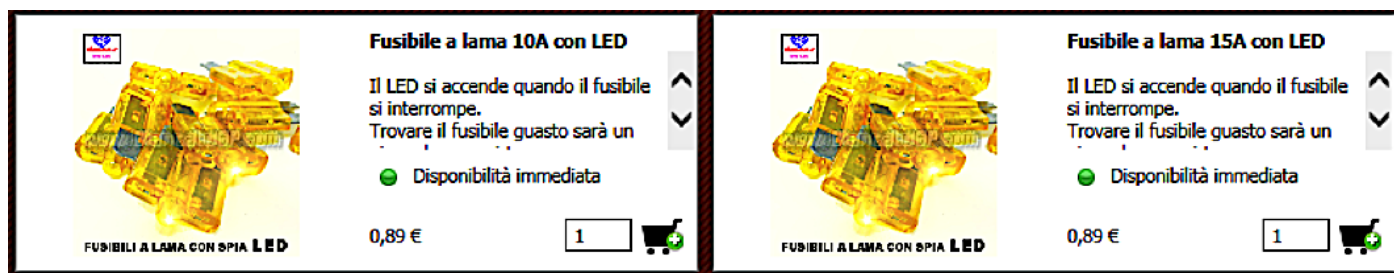 Fusibile a lama 10A con LED
Il LED si accende quando il fusibile
si interrompe.
Trovare il fusibile guasto sarà un
Disponibilità immediata
0,89 €
1
FUSIBILI A LAMA CON SPIA LED
Fusibile a lama 15A con LED
Il LED si accende quando il fusibile
si interrompe.
Trovare il fusibile guasto sarà un
Disponibilità immediata
0,89 €
1
FUSIBILI A LAMA CON SPIA LED